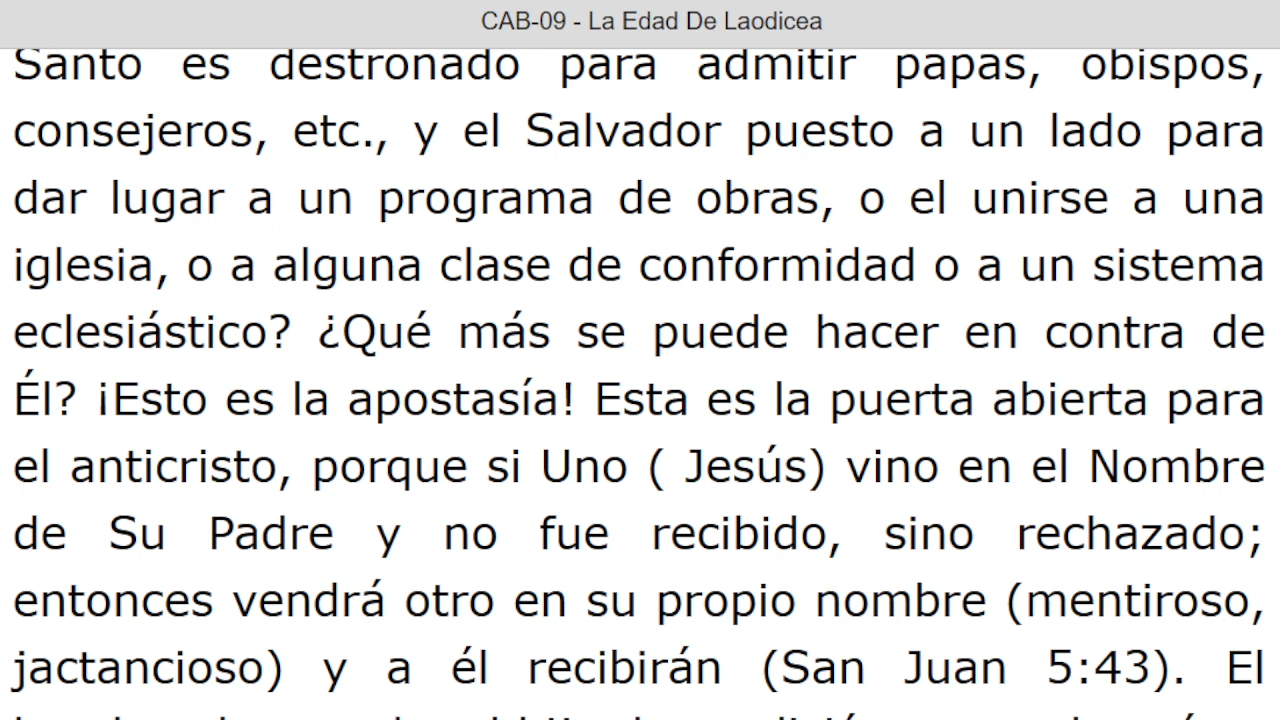 CAB-09 - La Edad De Laodicea
Santo es destronado para admitir papas, obispos,
consejeros, etc., y el Salvador puesto a un lado para
dar lugar a un programa de obras, o el unirse a una
iglesia, o a alguna clase de conformidad o a un sistema
eclesiástico? ¿Qué más se puede hacer en contra de
Él? ¡Esto es la apostasía! Esta es la puerta abierta para
el anticristo, porque si Uno ( Jesús) vino en el Nombre
de Su Padre y no fue recibido, sino rechazado;
entonces vendrá otro en su propio nombre (mentiroso,
jactancioso) y a él recibirán (San Juan 5:43). El